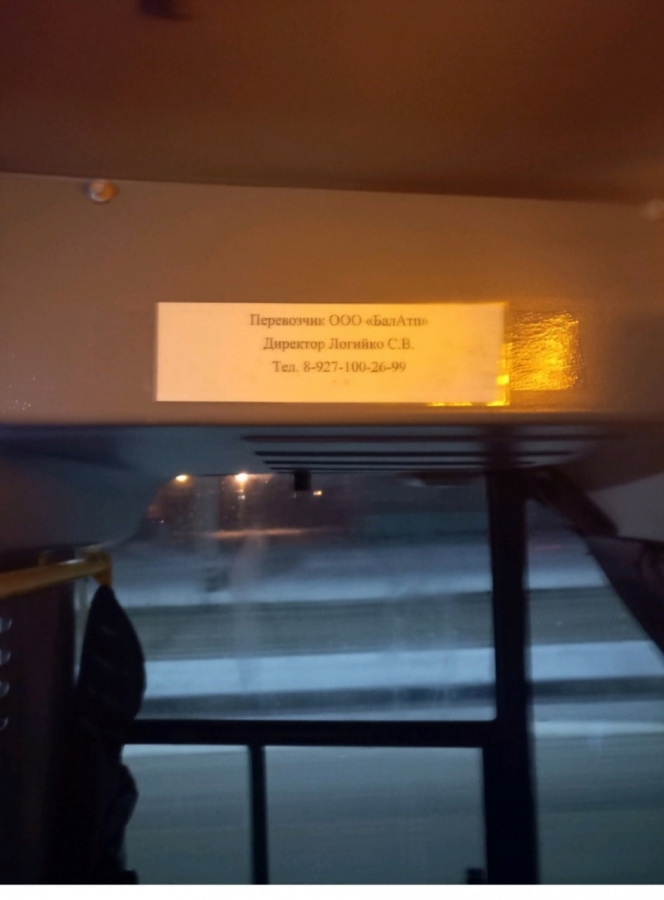 Перевозчик ООО «БалАтп»
Директор Логийко С.В.
Тел. 8-927-100-26-99